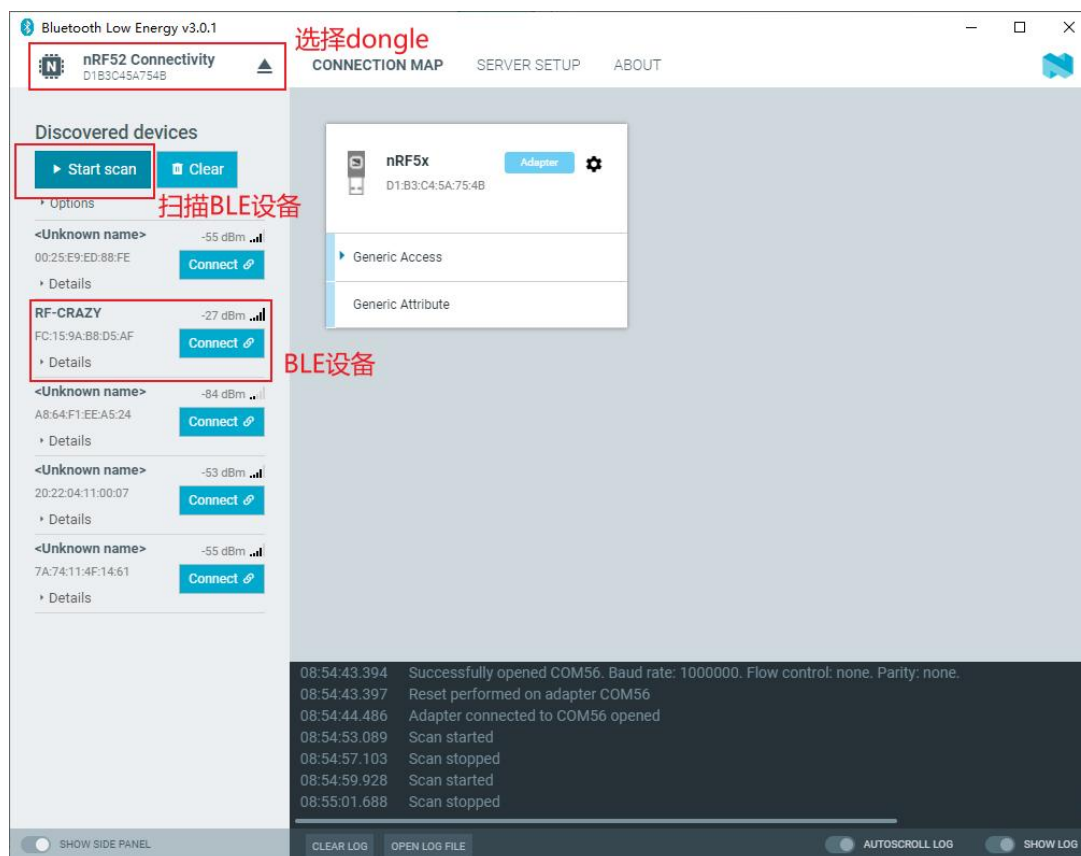 Bluetooth Low Energy v3.0.1
选择dongle
nRF52 Connectivity
D1B3C45A754B
CONNECTION MAP
SERVER SETUP
ABOUT
Discovered devices
Start scan
Clear
Options
扫描BLE设备
<Unknown name>
-55 dBm
00:25:E9:ED:88:FE
Connect
Details
RF-CRAZY
-27 dBm
FC:15:9A:B8:D5:AF
Connect
Details
BLE设备
<Unknown name>
-84 dBm
A8:64:F1:EE:A5:24
Connect
Details
<Unknown name>
-53 dBm
20:22:04:11:00:07
Connect
Details
<Unknown name>
-55 dBm
7A:74:11:4F:14:61
Connect
Details
nRF5x
Adapter
D1:B3:C4:5A:75:4B
Generic Access
Generic Attribute
08:54:43.394 Successfully opened COM56. Baud rate: 1000000. Flow control: none. Parity: none.
08:54:43.397 Reset performed on adapter COM56
08:54:44.486 Adapter connected to COM56 opened
08:54:53.089 Scan started
08:54:57.103 Scan stopped
08:54:59.928 Scan started
08:55:01.688 Scan stopped
SHOW SIDE PANEL
CLEAR LOG
OPEN LOG FILE
AUTOSCROLL LOG
SHOW LOG